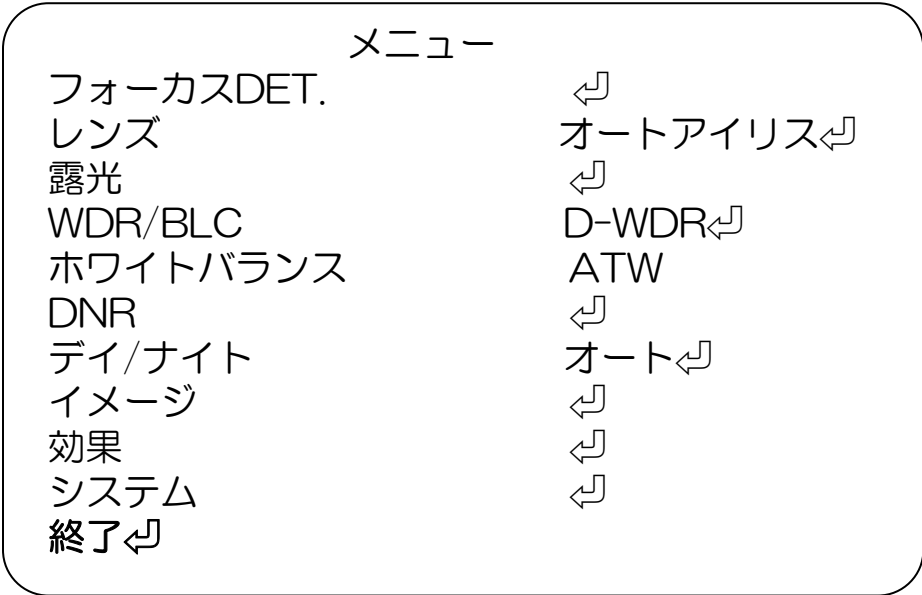 メニュー
フォーカスDET. ⏎
レンズ オートアイリス⏎
露光 ⏎
WDR/BLC D-WDR⏎
ホワイトバランス ATW
DNR ⏎
デイ/ナイト オート⏎
イメージ ⏎
効果 ⏎
システム ⏎
終了⏎